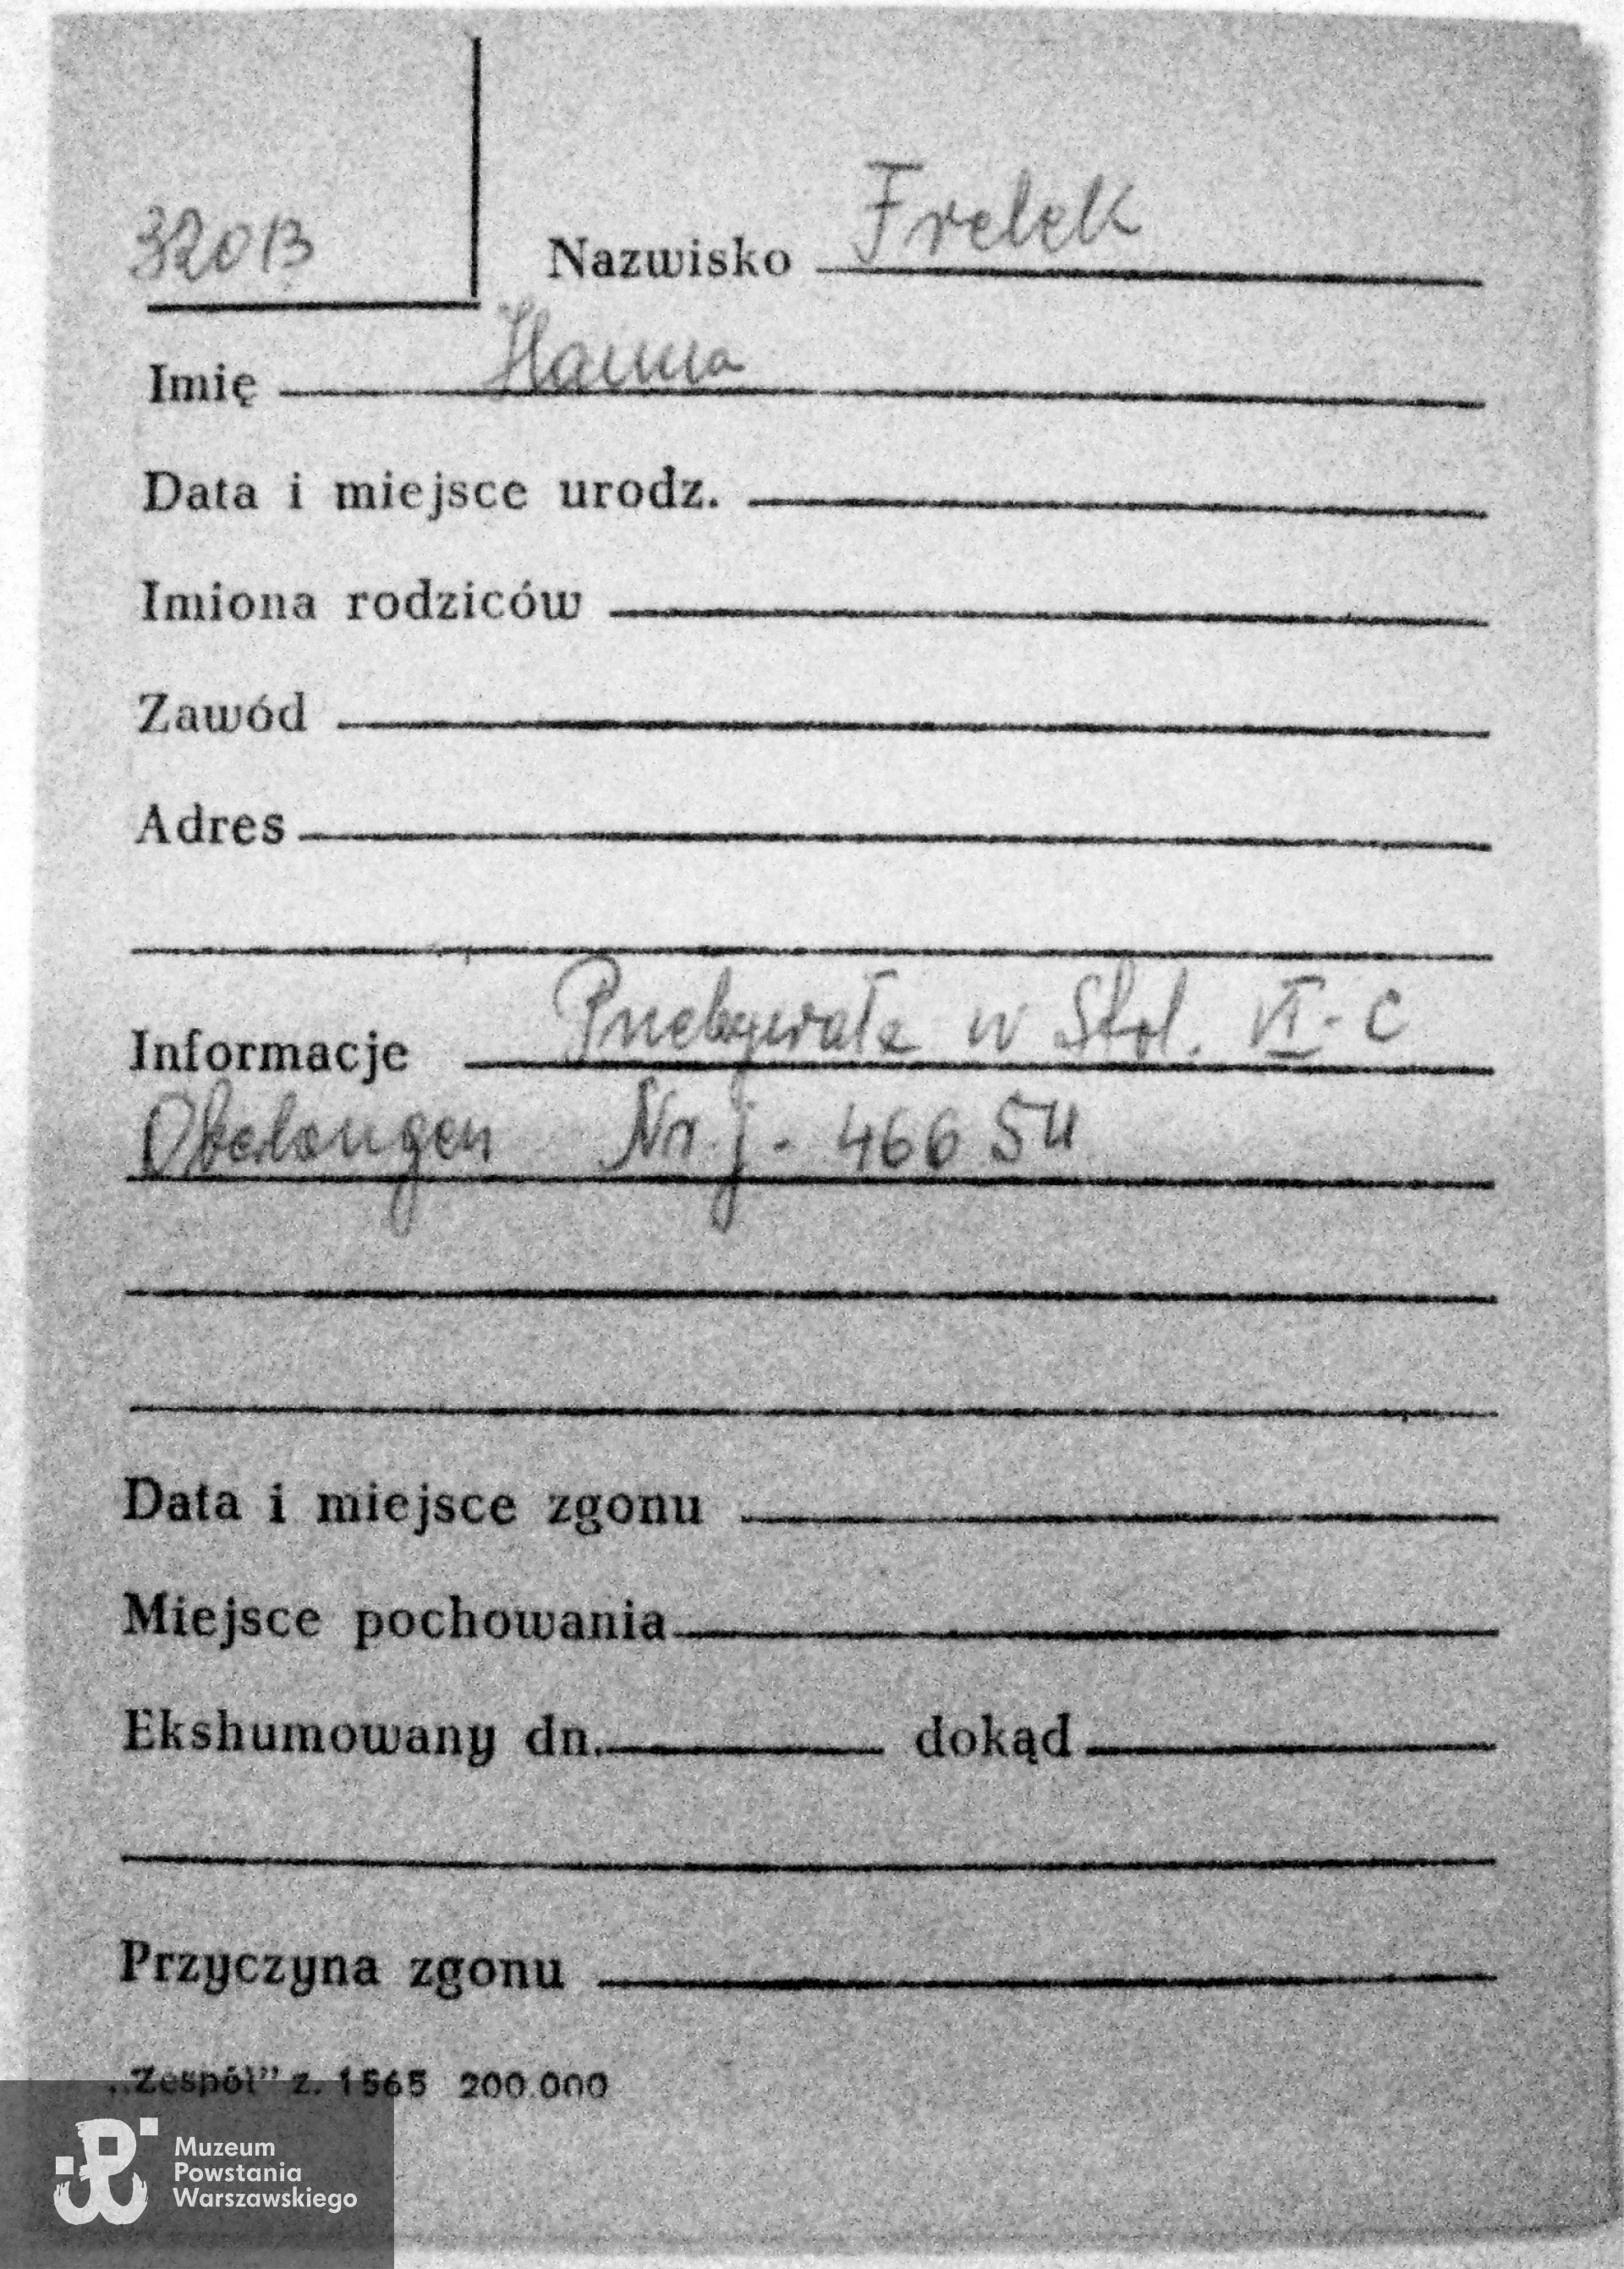 320B
Nazwisko Frelek
Imię Hanna
Data i miejsce urodz.
Imiona rodziców
Zawód
Adres
Informacje Przebywała w Stal. VI-C
Oberlangen Nr. j. 46654
Data i miejsce zgonu
Miejsce pochowania
Ekshumowany dn. dokąd
Przyczyna zgonu
„Zespół" z. 1565 200.000
Muzeum
Powstania
Warszawskiego